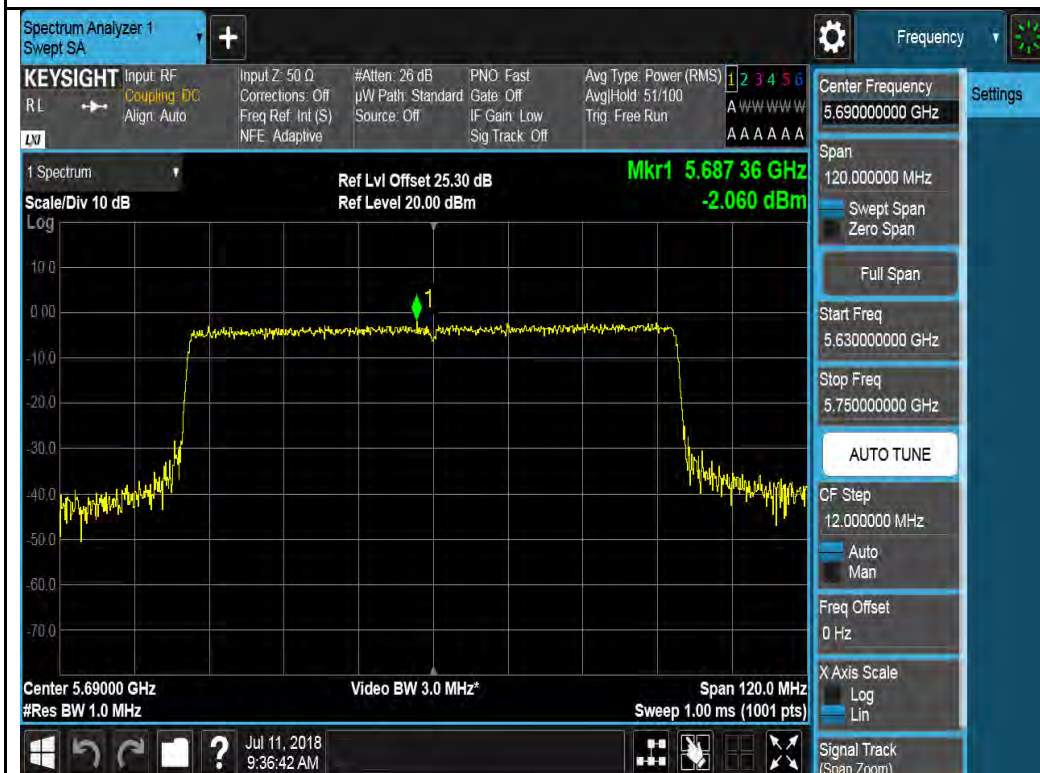 Spectrum Analyzer 1
Swept SA
+
Frequency
KEYSIGHT
RL
LXI
Input: RF
Coupling: DC
Align: Auto
Input Z: 50 Ω
Corrections: Off
Freq Ref: Int (S)
NFE: Adaptive
#Atten: 26 dB
µW Path: Standard
Source: Off
PNO: Fast
Gate: Off
IF Gain: Low
Sig Track: Off
Avg Type: Power (RMS)
Avg|Hold: 51/100
Trig: Free Run
1 2 3 4 5 6
A W W W W W
A A A A A A
1 Spectrum
Scale/Div 10 dB
Log
Ref Lvl Offset 25.30 dB
Ref Level 20.00 dBm
Mkr1 5.687 36 GHz
-2.060 dBm
10.0
0.00
-10.0
-20.0
-30.0
-40.0
-50.0
-60.0
-70.0
1
Center 5.69000 GHz
#Res BW 1.0 MHz
Video BW 3.0 MHz*
Span 120.0 MHz
Sweep 1.00 ms (1001 pts)
?
Jul 11, 2018
9:36:42 AM
Center Frequency
5.690000000 GHz
Settings
Span
120.000000 MHz
Swept Span
Zero Span
Full Span
Start Freq
5.630000000 GHz
Stop Freq
5.750000000 GHz
AUTO TUNE
CF Step
12.000000 MHz
Auto
Man
Freq Offset
0 Hz
X Axis Scale
Log
Lin
Signal Track
(Span Zoom)